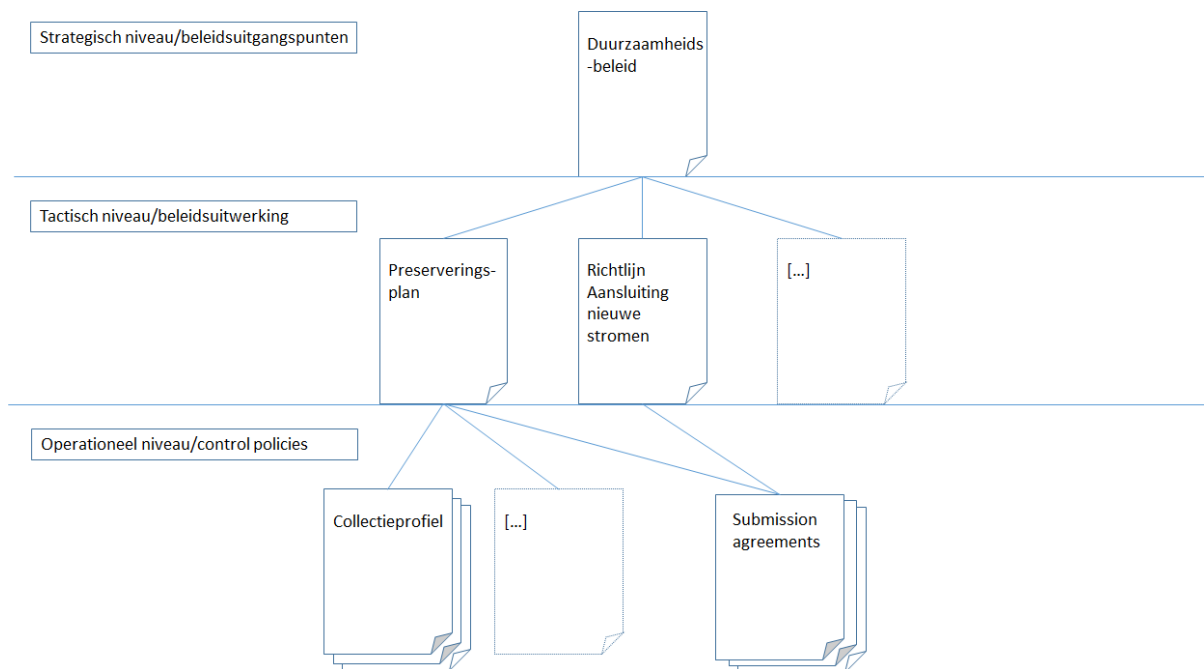 Strategisch niveau/beleidsuitgangspunten
Duurzaamheids
-beleid
Tactisch niveau/beleidsuitwerking
Preserverings-
plan
Richtlijn
Aansluiting
nieuwe
stromen
[...]
Operationeel niveau/control policies
Collectieprofiel
[...]
Submission
agreements